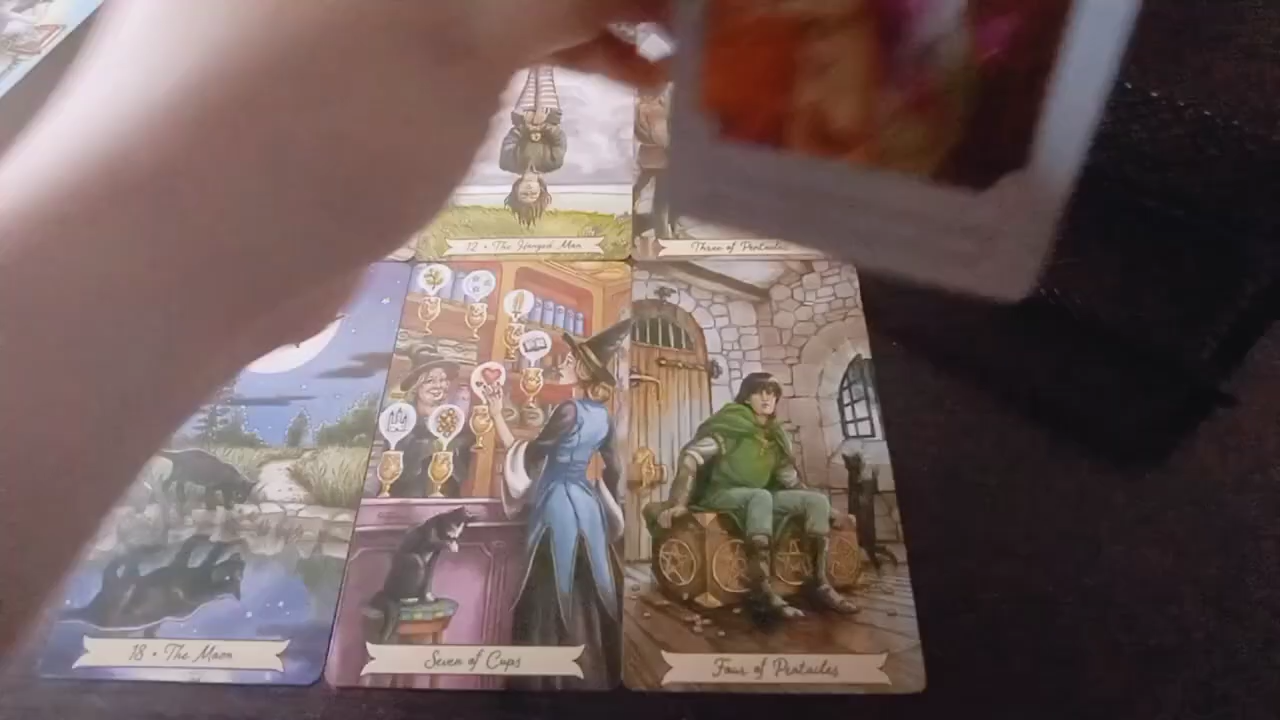 12 • The Hanged Man
Three of Pentacles
18 • The Moon
Seven of Cups
Four of Pentacles